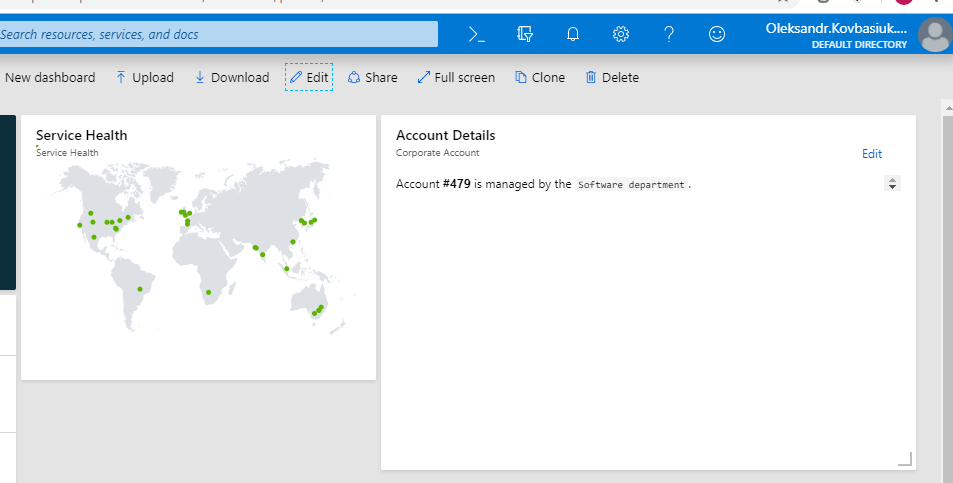 Search resources, services, and docs
Oleksandr.Kovbasiuk....
DEFAULT DIRECTORY
New dashboard Upload Download Edit Share Full screen Clone Delete
Service Health
Service Health
Account Details
Corporate Account
Edit
Account #479 is managed by the Software department.